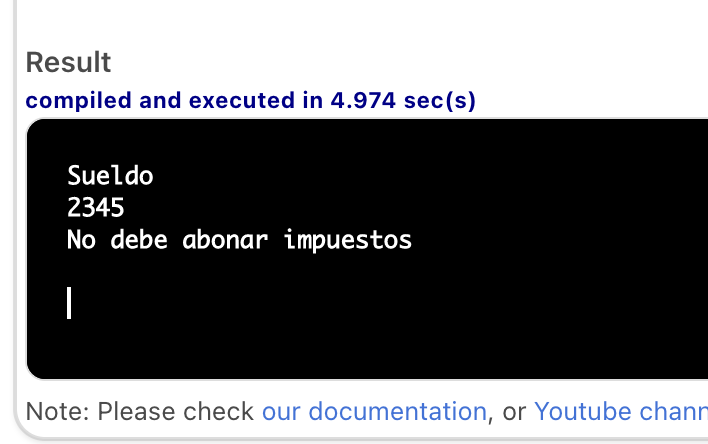 Result
compiled and executed in 4.974 sec(s)
Sueldo
2345
No debe abonar impuestos
Note: Please check our documentation, or Youtube chann